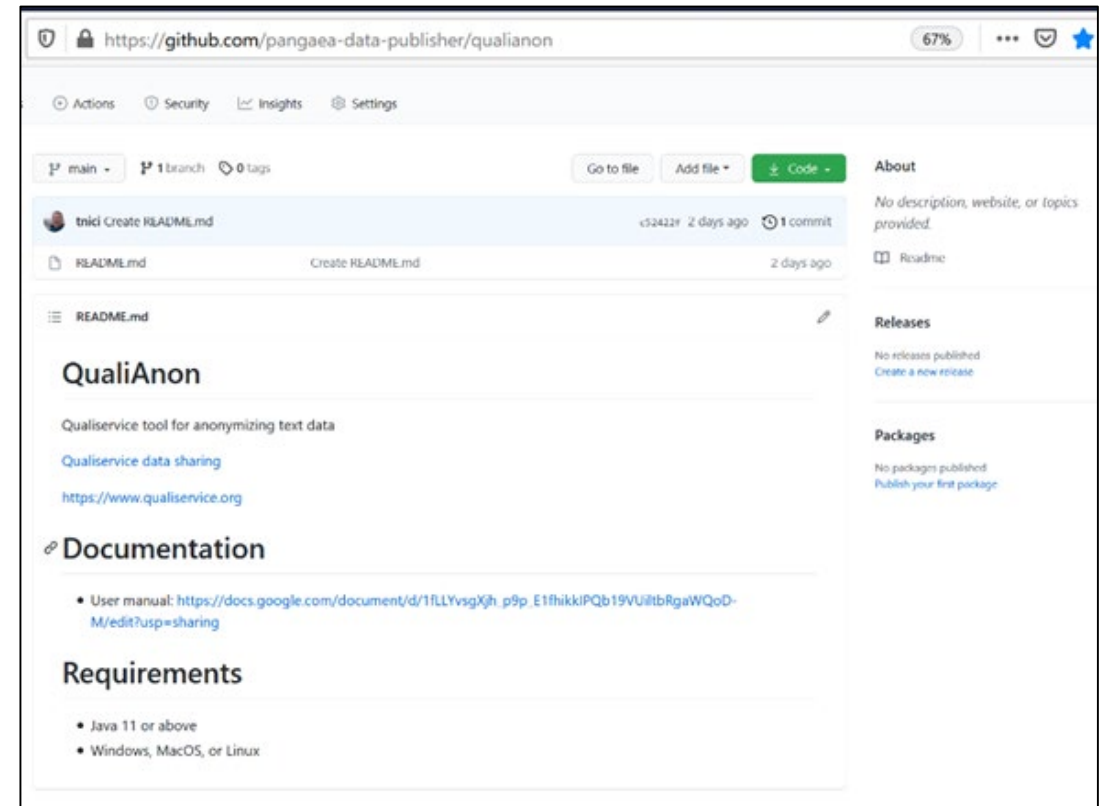 https://github.com/pangaea-data-publisher/qualianon 67%
Actions Security Insights Settings
main 1 branch 0 tags Go to file Add file Code
tnici Create README.md c52422f 2 days ago 1 commit
README.md Create README.md 2 days ago
README.md
QualiAnon
Qualiservice tool for anonymizing text data
Qualiservice data sharing
https://www.qualiservice.org
Documentation
User manual:
M/edit?usp=sharing
Requirements
• Java 11 or above
• Windows, MacOS, or Linux
About
No description, website, or topics
provided.
Readme
Releases
No releases published
Create a new release
Packages
No packages published
Publish your first package